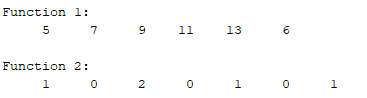 Function 1:
5 7 9 11 13 6
Function 2:
1 0 2 0 1 0 1